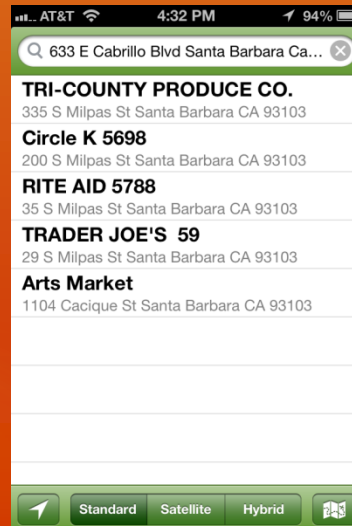 AT&T 4:32 PM 94%
633 E Cabrillo Blvd Santa Barbara Ca...
TRI-COUNTY PRODUCE CO.
335 S Milpas St Santa Barbara CA 93103
Circle K 5698
200 S Milpas St Santa Barbara CA 93103
RITE AID 5788
35 S Milpas St Santa Barbara CA 93103
TRADER JOE'S 59
29 S Milpas St Santa Barbara CA 93103
Arts Market
1104 Cacique St Santa Barbara CA 93103
Standard Satellite Hybrid